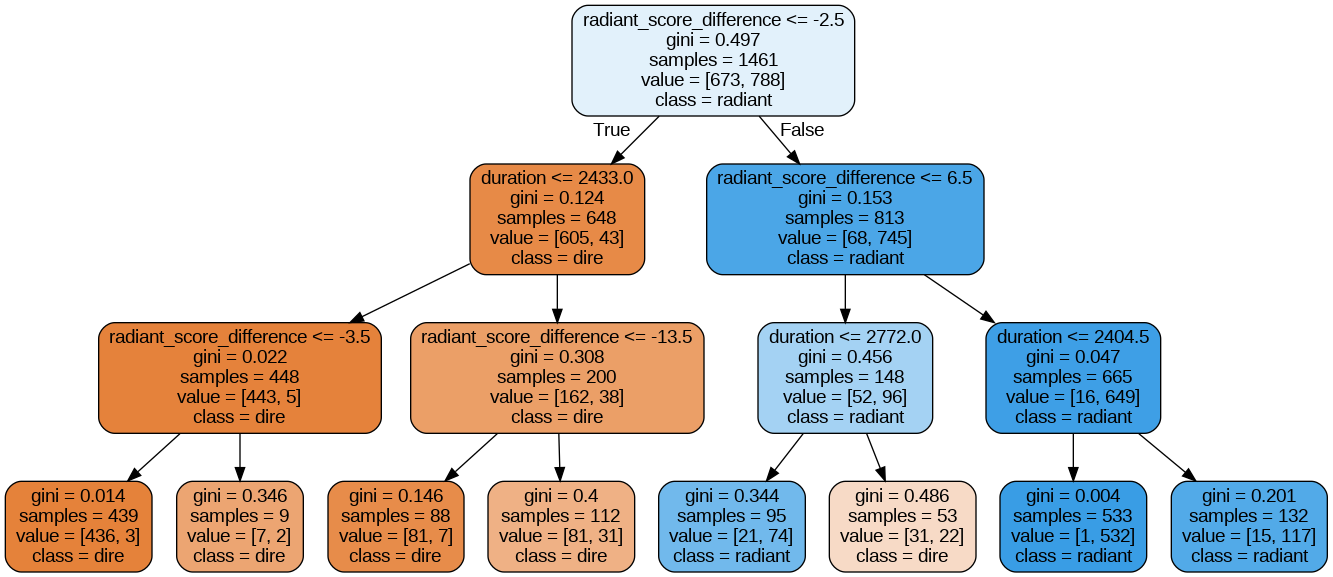 radiant_score_difference <= -2.5
gini = 0.497
samples = 1461
value = [673, 788]
class = radiant
True
False
duration <= 2433.0
gini = 0.124
samples = 648
value = [605, 43]
class = dire
radiant_score_difference <= 6.5
gini = 0.153
samples = 813
value = [68, 745]
class = radiant
radiant_score_difference <= -3.5
gini = 0.022
samples = 448
value = [443, 5]
class = dire
radiant_score_difference <= -13.5
gini = 0.308
samples = 200
value = [162, 38]
class = dire
duration <= 2772.0
gini = 0.456
samples = 148
value = [52, 96]
class = radiant
duration <= 2404.5
gini = 0.047
samples = 665
value = [16, 649]
class = radiant
gini = 0.014
samples = 439
value = [436, 3]
class = dire
gini = 0.346
samples = 9
value = [7, 2]
class = dire
gini = 0.146
samples = 88
value = [81, 7]
class = dire
gini = 0.4
samples = 112
value = [81, 31]
class = dire
gini = 0.344
samples = 95
value = [21, 74]
class = radiant
gini = 0.486
samples = 53
value = [31, 22]
class = dire
gini = 0.004
samples = 533
value = [1, 532]
class = radiant
gini = 0.201
samples = 132
value = [15, 117]
class = radiant